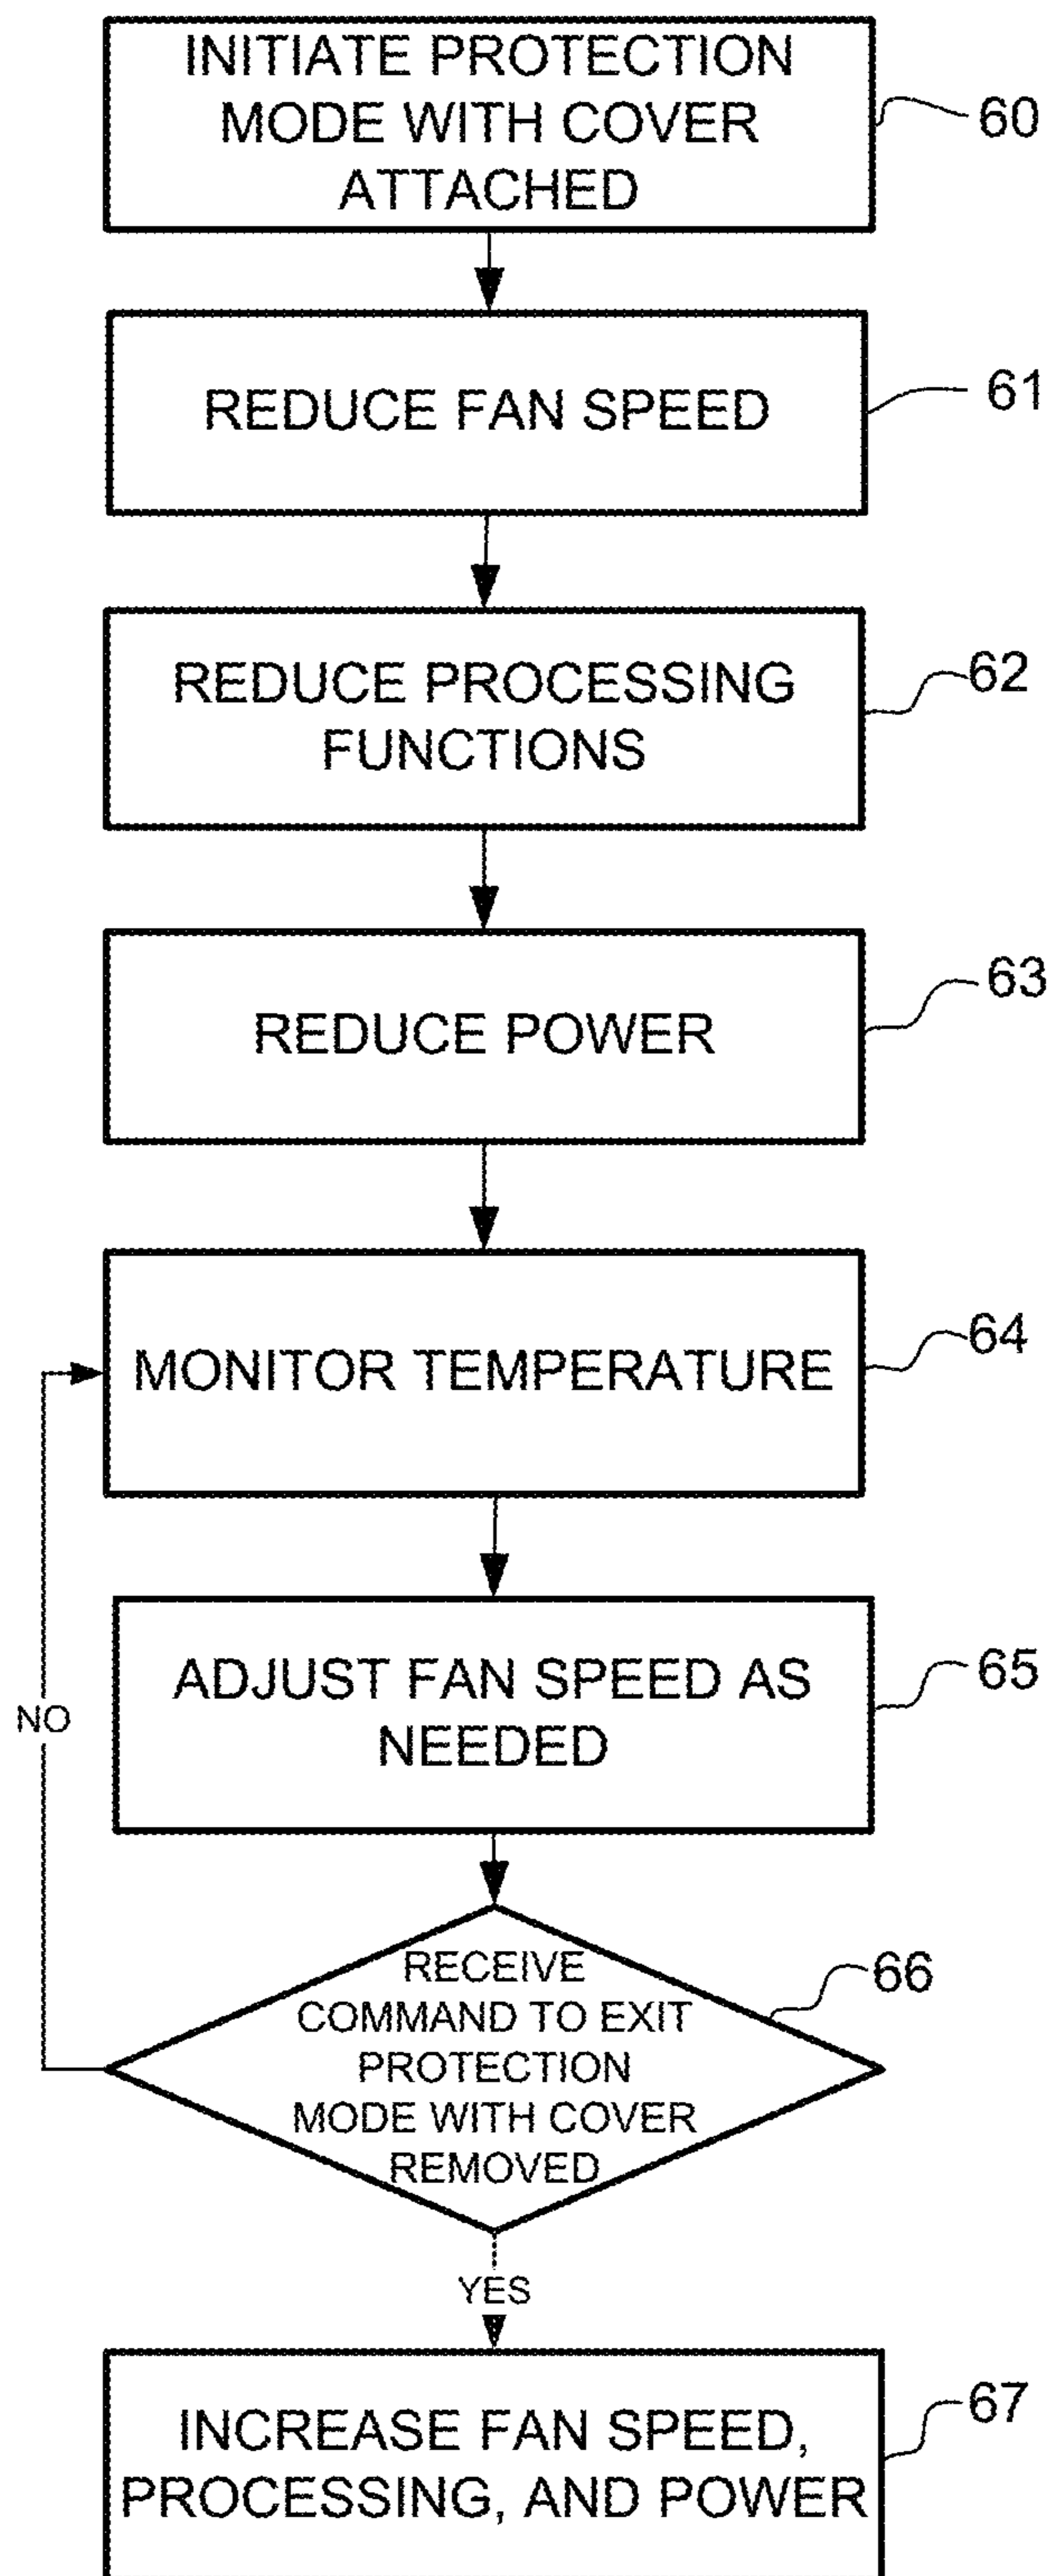 INITIATE PROTECTION
MODE WITH COVER
ATTACHED
60
REDUCE FAN SPEED
61
REDUCE PROCESSING
FUNCTIONS
62
REDUCE POWER
63
MONITOR TEMPERATURE
64
ADJUST FAN SPEED AS
NEEDED
65
NO
RECEIVE
COMMAND TO EXIT
PROTECTION
MODE WITH COVER
REMOVED
66
YES
INCREASE FAN SPEED,
PROCESSING, AND POWER
67